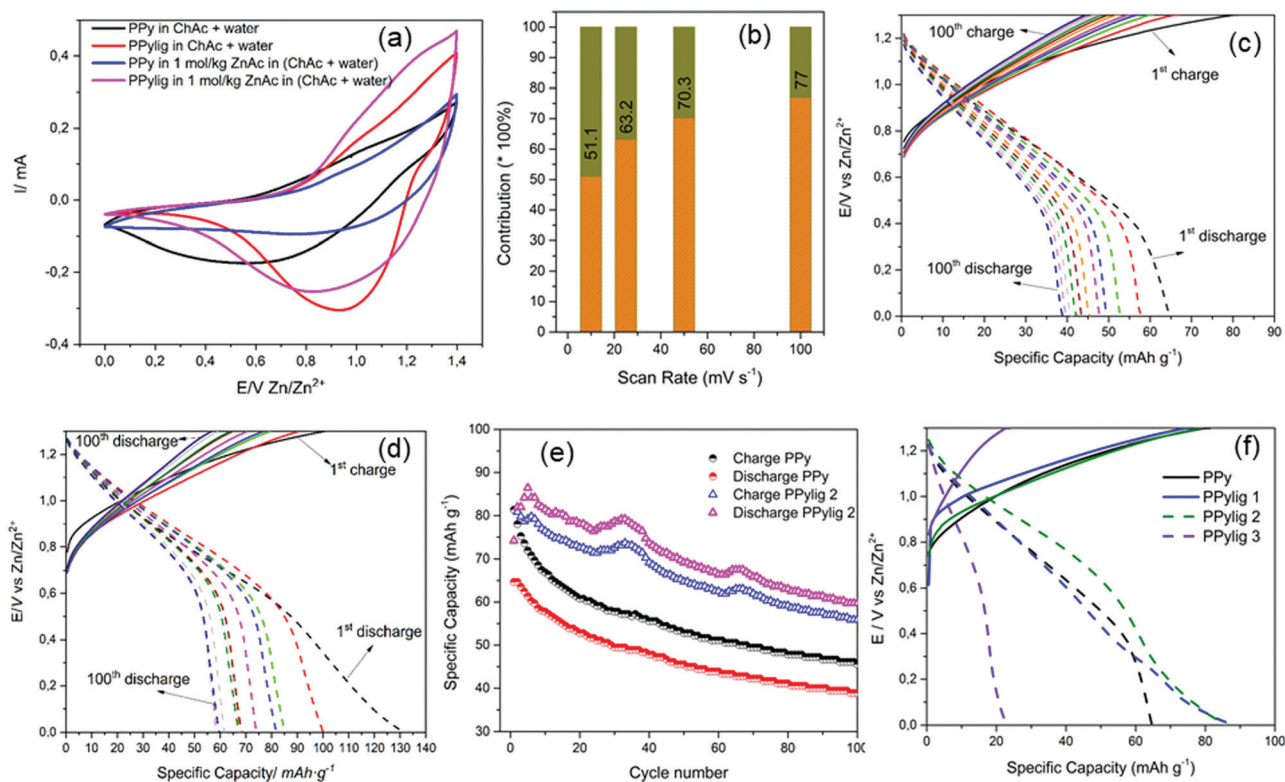 (a)
PPy in ChAc + water
PPylig in ChAc + water
PPy in 1 mol/kg ZnAc in (ChAc + water)
PPylig in 1 mol/kg ZnAc in (ChAc + water)
I/ mA
0,4
0,2
0,0
-0,2
-0,4
0,0 0,2 0,4 0,6 0,8 1,0 1,2 1,4
E/V Zn/Zn²⁺
(b)
Contribution (* 100%)
100
90
80
70
60
50
40
30
20
10
0
51.1
63.2
70.3
77
0 20 40 60 80 100
Scan Rate (mV s⁻¹)
(c)
100th charge
1st charge
1st discharge
100th discharge
E/V vs Zn/Zn²⁺
1,2
1,0
0,8
0,6
0,4
0,2
0,0
0 10 20 30 40 50 60 70 80 90
Specific Capacity (mAh g⁻¹)
(d)
100th discharge
1st charge
1st discharge
100th discharge
E/V vs Zn/Zn²⁺
1,2
1,0
0,8
0,6
0,4
0,2
0,0
0 10 20 30 40 50 60 70 80 90 100 110 120 130 140
Specific Capacity/ mAh·g⁻¹
(e)
Charge PPy
Discharge PPy
Charge PPylig 2
Discharge PPylig 2
Specific Capacity (mAh g⁻¹)
100
90
80
70
60
50
40
30
0 20 40 60 80 100
Cycle number
(f)
PPy
PPylig 1
PPylig 2
PPylig 3
E / V vs Zn/Zn²⁺
1,2
1,0
0,8
0,6
0,4
0,2
0,0
0 20 40 60 80 100
Specific Capacity (mAh g⁻¹)